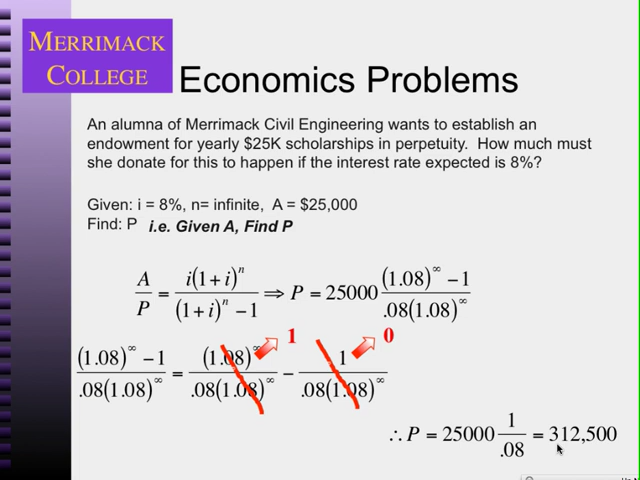 MERRIMACK
COLLEGE
Economics Problems
An alumna of Merrimack Civil Engineering wants to establish an
endowment for yearly $25K scholarships in perpetuity. How much must
she donate for this to happen if the interest rate expected is 8%?
Given: i = 8%, n= infinite, A = $25,000
Find: P i.e. Given A, Find P
A/P = i(1+i)^n / ((1+i)^n −1) ⇒ P = 25000 ((1.08)^∞ −1) / (.08(1.08)^∞)
1 0
((1.08)^∞ −1) / (.08(1.08)^∞) = (1.08)^∞ / (.08(1.08)^∞) − 1 / (.08(1.08)^∞)
∴ P = 25000 1/.08 = 312,500